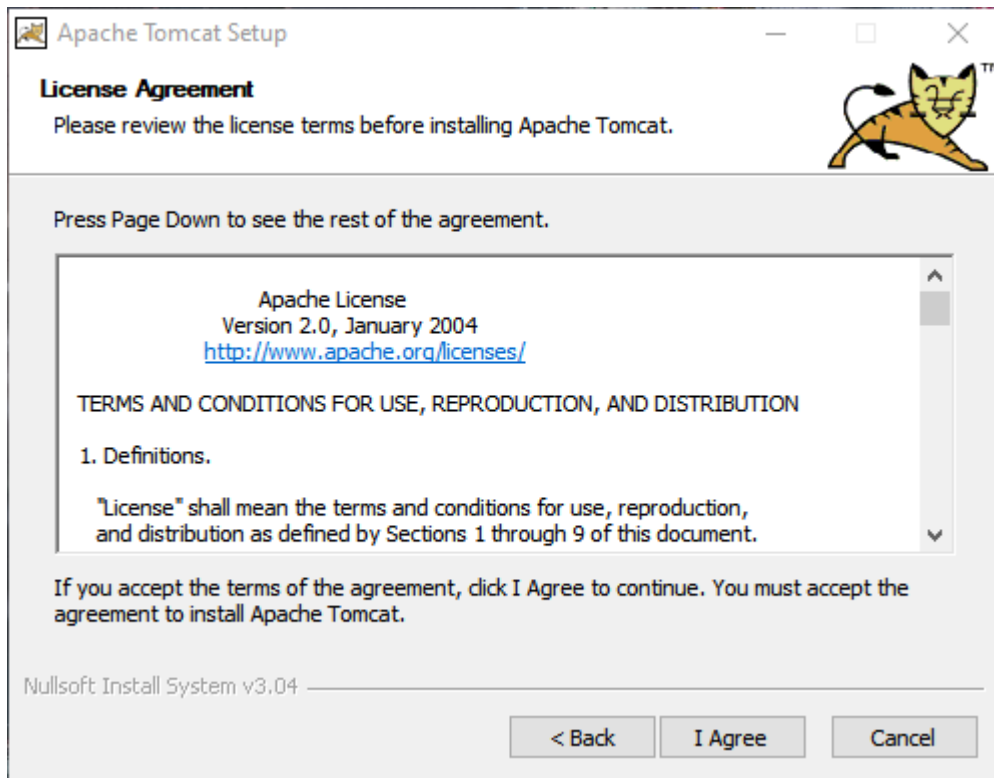 Apache Tomcat Setup
License Agreement
Please review the license terms before installing Apache Tomcat.
TM
Press Page Down to see the rest of the agreement.
Apache License
Version 2.0, January 2004
http://www.apache.org/licenses/
TERMS AND CONDITIONS FOR USE, REPRODUCTION, AND DISTRIBUTION
1. Definitions.
"License" shall mean the terms and conditions for use, reproduction,
and distribution as defined by Sections 1 through 9 of this document.
If you accept the terms of the agreement, click I Agree to continue. You must accept the
agreement to install Apache Tomcat.
Nullsoft Install System v3.04
< Back I Agree Cancel